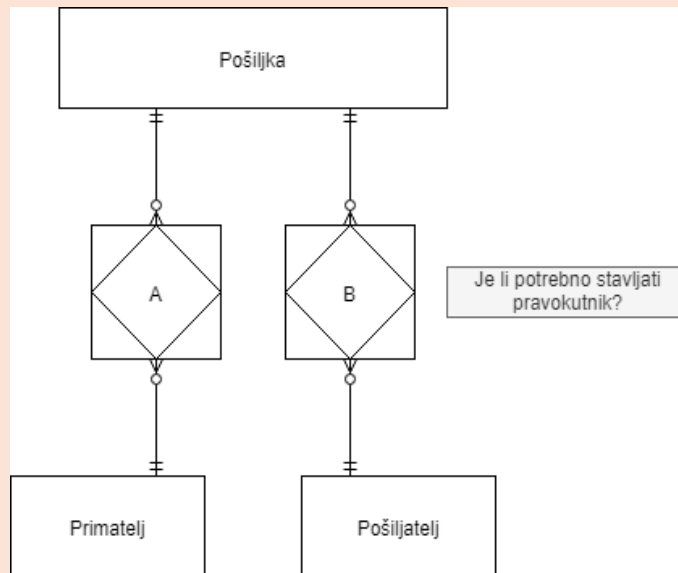 Pošiljka
A
B
Je li potrebno stavljati
pravokutnik?
Primatelj
Pošiljatelj